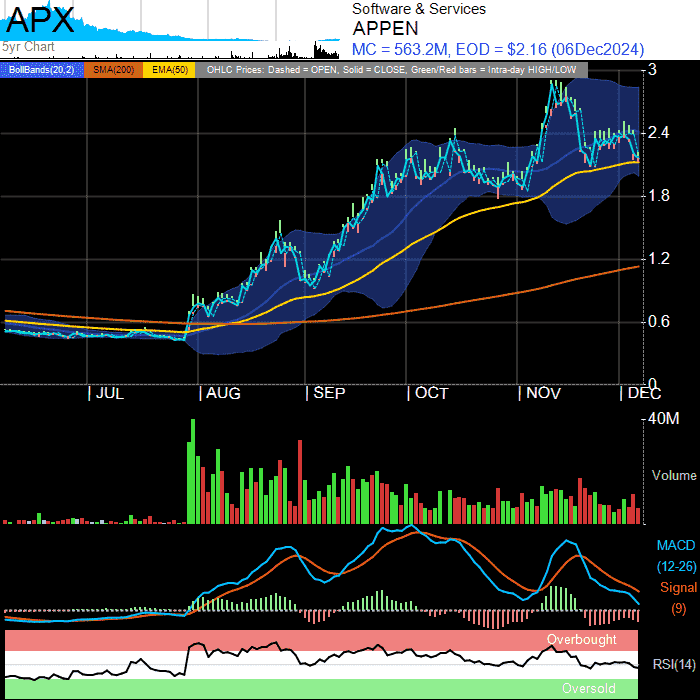 APX
5yr Chart
Software & Services
APPEN
MC = 563.2M, EOD = $2.16 (06Dec2024)
BollBands(20,2) SMA(200) EMA(50) OHLC Prices: Dashed = OPEN, Solid = CLOSE, Green/Red bars = Intra-day HIGH/LOW
3
2.4
1.8
1.2
0.6
0
| JUL | AUG | SEP | OCT | NOV | DEC
40M
Volume
MACD
(12-26)
Signal
(9)
Overbought
RSI(14)
Oversold